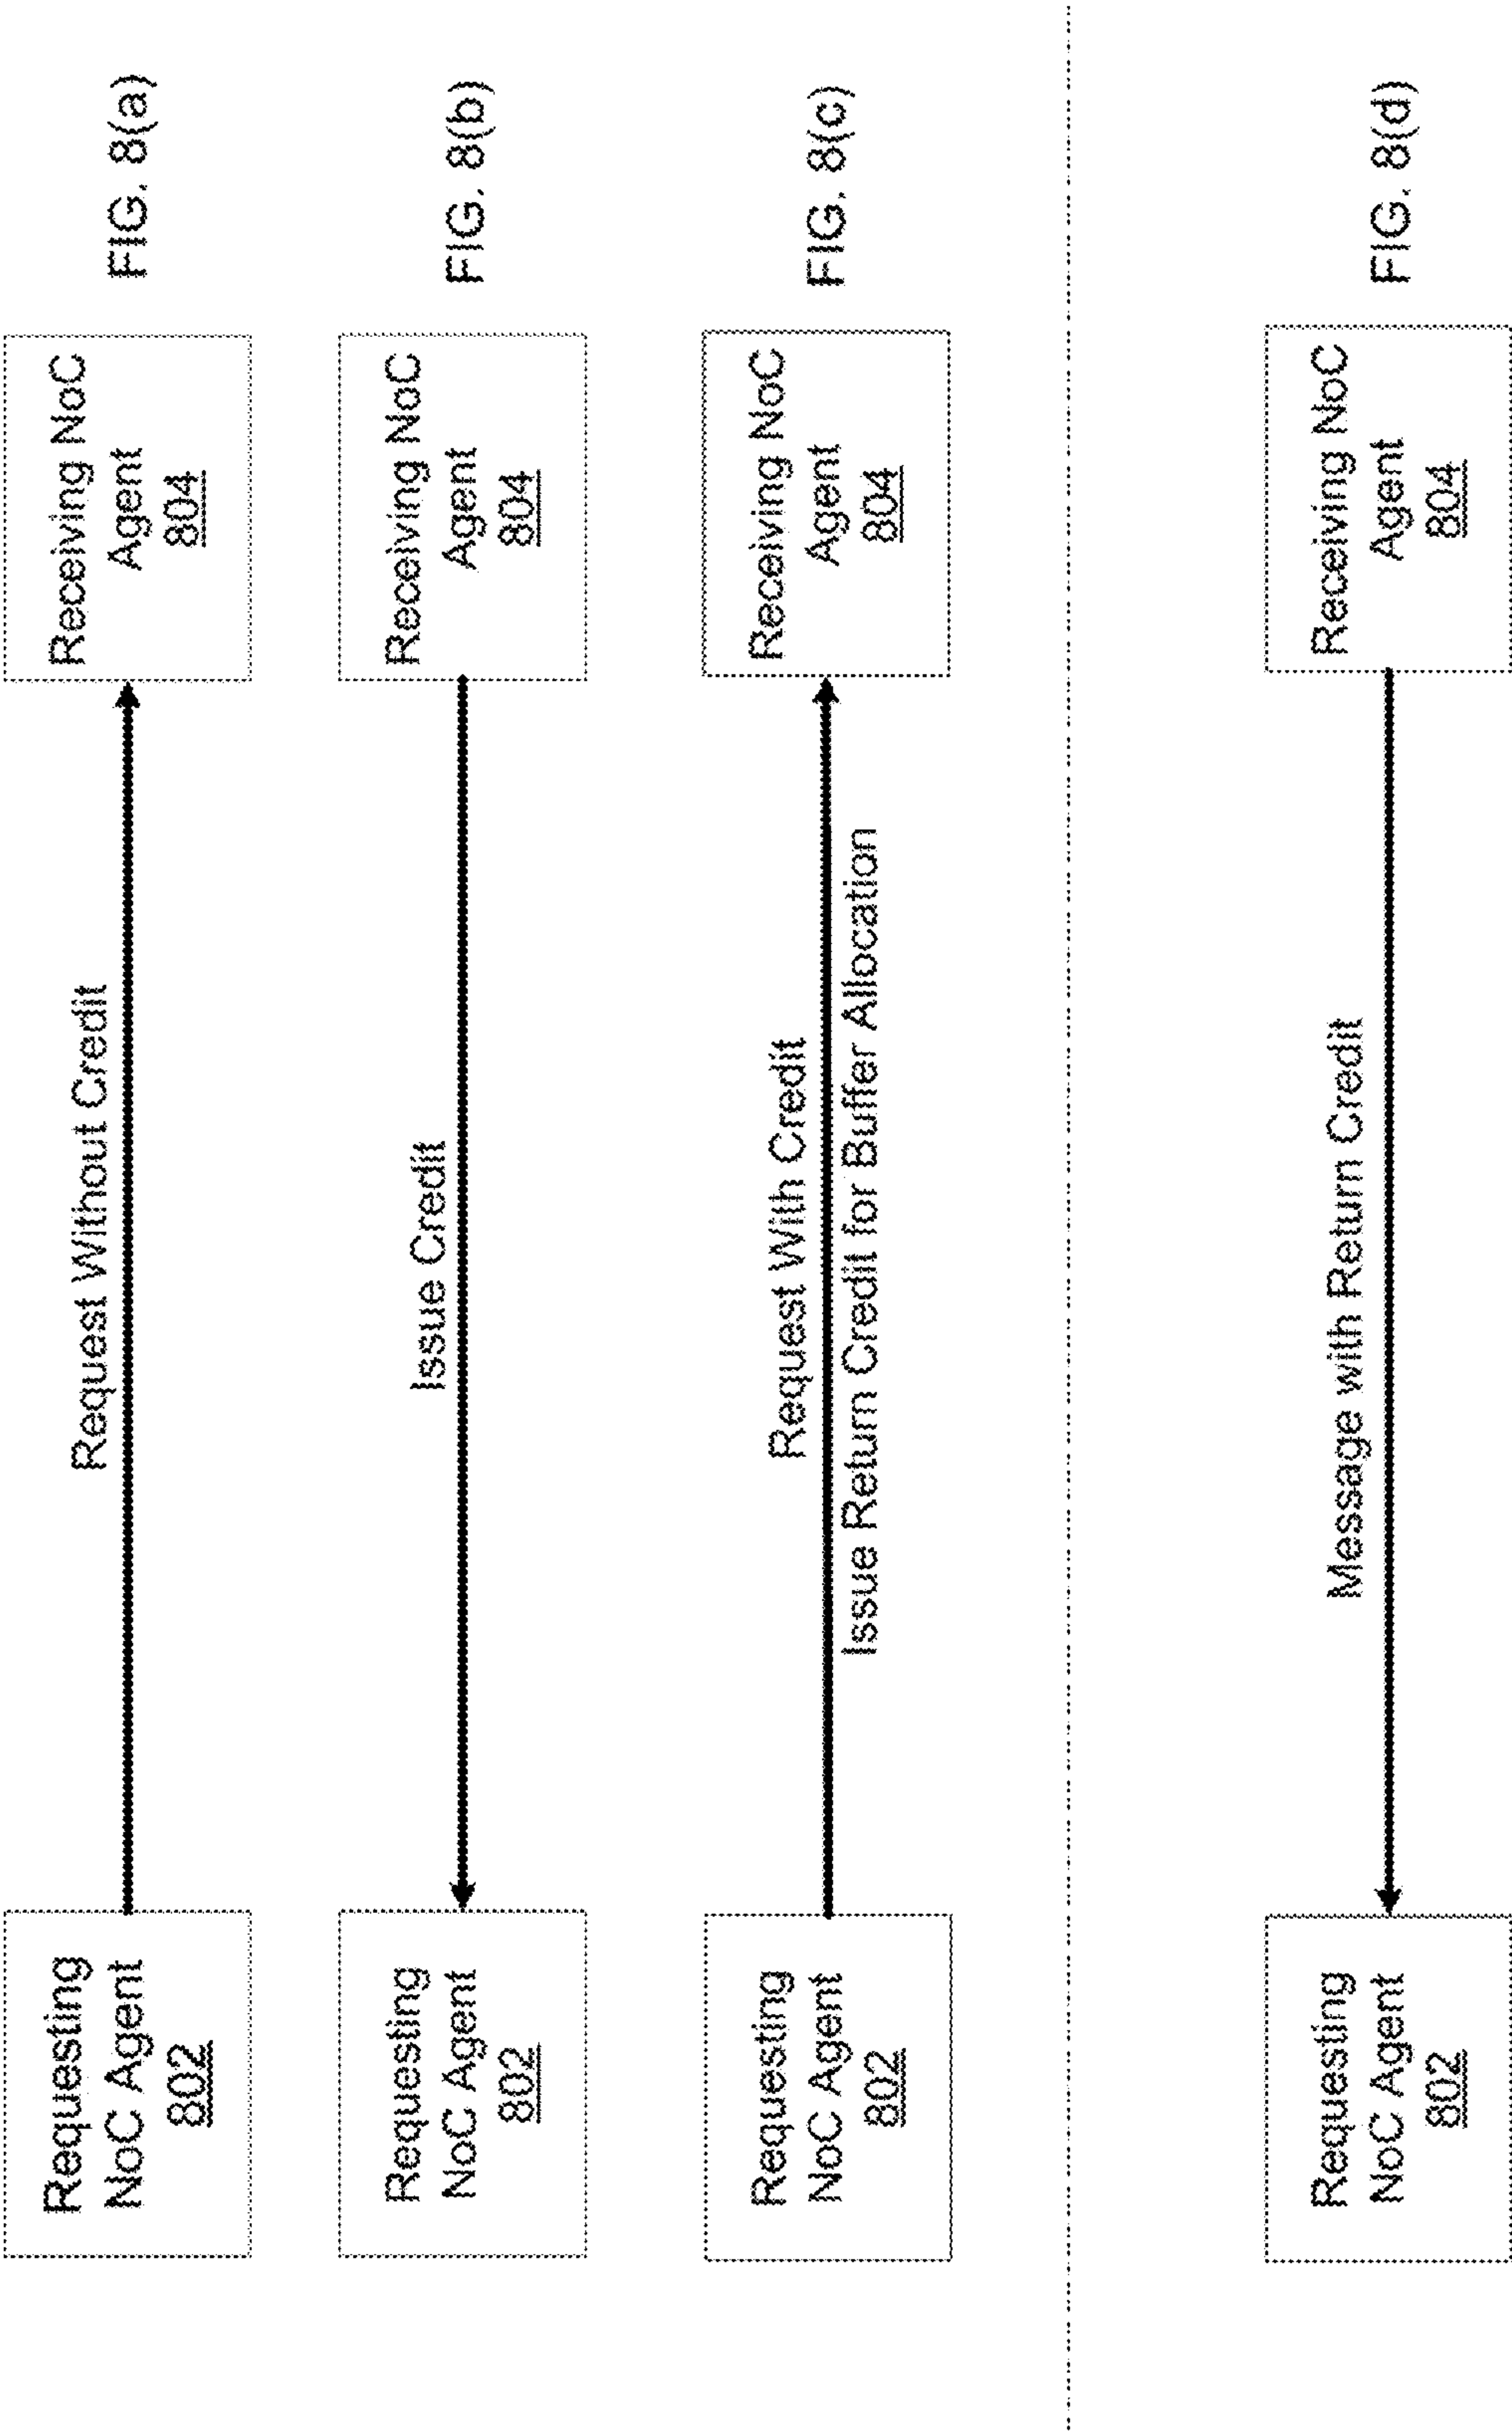 Requesting
NoC Agent
802
Request Without Credit
Receiving NoC
Agent
804
FIG. 8(a)
Requesting
NoC Agent
802
Issue Credit
Receiving NoC
Agent
804
FIG. 8(b)
Requesting
NoC Agent
802
Request With Credit
Issue Return Credit for Buffer Allocation
Receiving NoC
Agent
804
FIG. 8(c)
Requesting
NoC Agent
802
Message with Return Credit
Receiving NoC
Agent
804
FIG. 8(d)